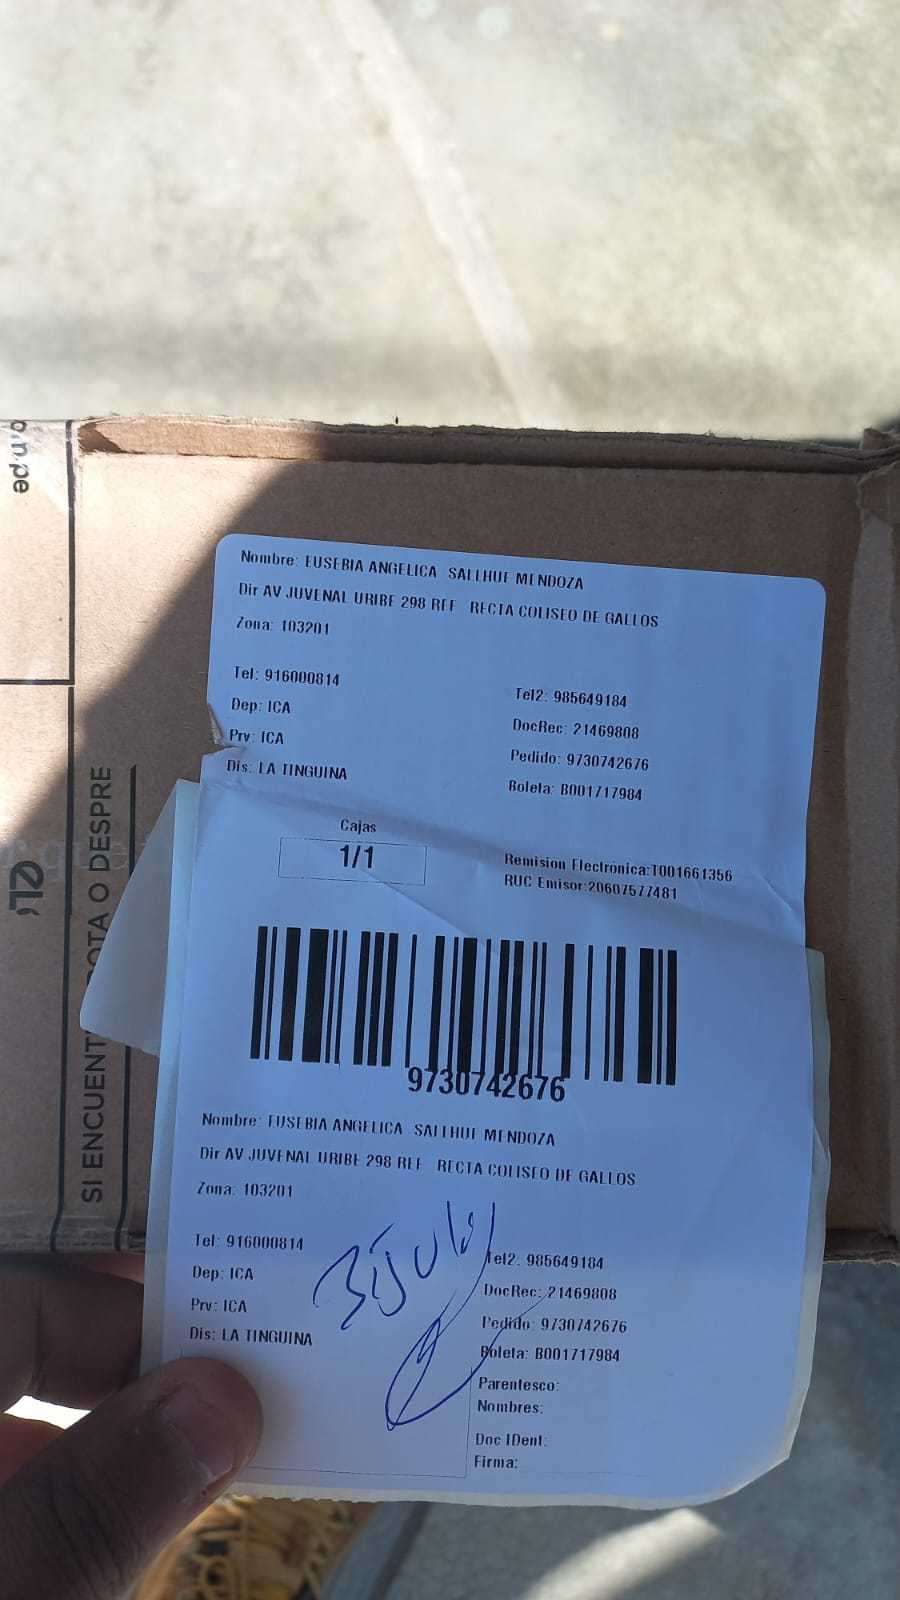 o.n.pe
SI ENCUENT OTA O DESPRE
Nombre: EUSEBIA ANGELICA SALLHUE MENDOZA
Dir AV JUVENAL URIBE 298 REF RECTA COLISEO DE GALLOS
Zona: 103201
Tel: 916000814
Tel2: 985649184
Dep: ICA
DocRec: 21469808
Prv: ICA
Pedido: 9730742676
Dis: LA TINGUINA
Boleta: B001717984
Cajas
1/1
Remision Electrónica:T001661356
RUC Emisor:20607577481
9730742676
Nombre: EUSEBIA ANGELICA SALLHUE MENDOZA
Dir AV JUVENAL URIBE 298 REF RECTA COLISEO DE GALLOS
Zona: 103201
Tel: 916000814
Tel2: 985649184
Dep: ICA
DocRec: 21469808
Prv: ICA
Pedido: 9730742676
Dis: LA TINGUINA
Boleta: B001717984
Parentesco:
Nombres:
Doc IDent:
Firma: